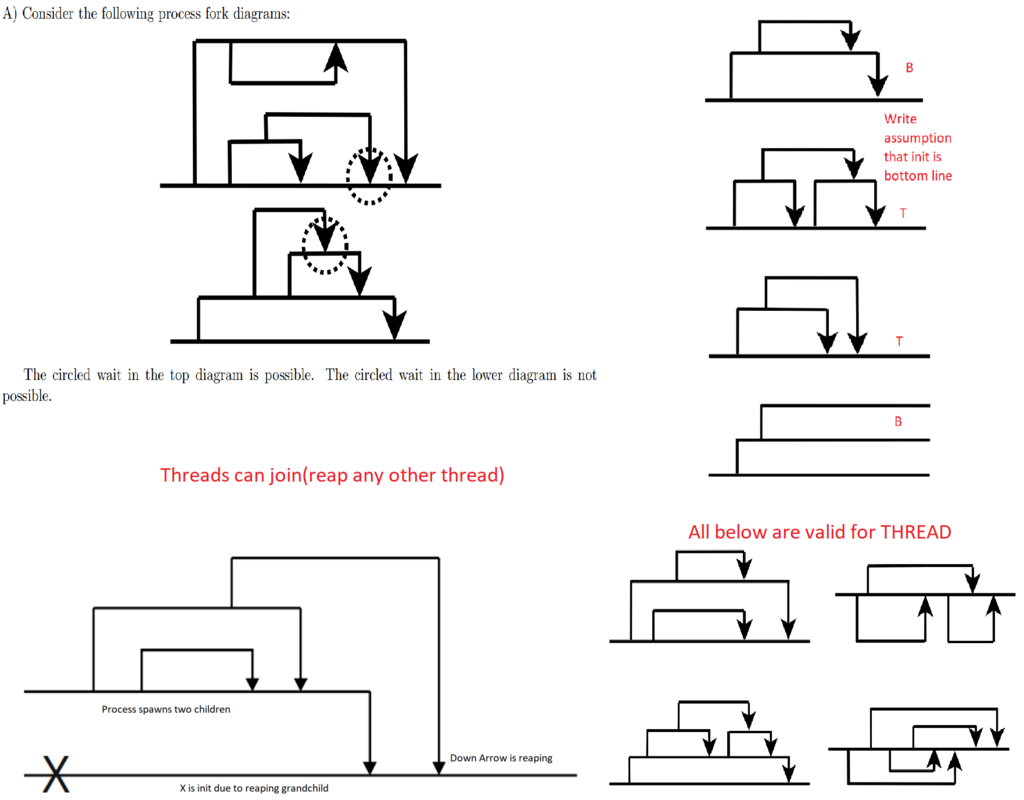 A) Consider the following process fork diagrams:
B
Write
assumption
that init is
bottom line
T
T
The circled wait in the top diagram is possible. The circled wait in the lower diagram is not
possible.
B
Threads can join(reap any other thread)
All below are valid for THREAD
Process spawns two children
Down Arrow is reaping
X
X is init due to reaping grandchild